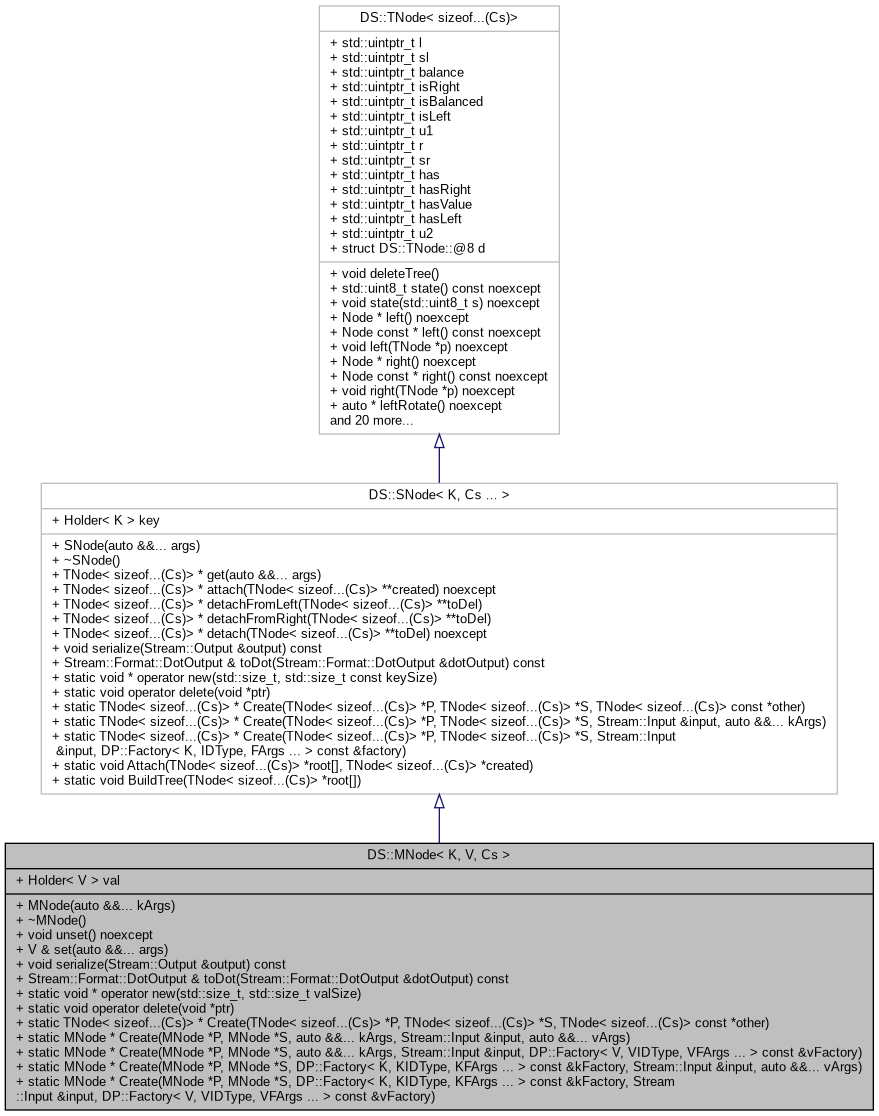 DS::TNode< sizeof...(Cs)>
+ std::uintptr_t l
+ std::uintptr_t sl
+ std::uintptr_t balance
+ std::uintptr_t isRight
+ std::uintptr_t isBalanced
+ std::uintptr_t isLeft
+ std::uintptr_t u1
+ std::uintptr_t r
+ std::uintptr_t sr
+ std::uintptr_t has
+ std::uintptr_t hasRight
+ std::uintptr_t hasValue
+ std::uintptr_t hasLeft
+ std::uintptr_t u2
+ struct DS::TNode::@8 d
+ void deleteTree()
+ std::uint8_t state() const noexcept
+ void state(std::uint8_t s) noexcept
+ Node * left() noexcept
+ Node const * left() const noexcept
+ void left(TNode *p) noexcept
+ Node * right() noexcept
+ Node const * right() const noexcept
+ void right(TNode *p) noexcept
+ auto * leftRotate() noexcept
and 20 more...
DS::SNode< K, Cs ... >
+ Holder< K > key
+ SNode(auto &&... args)
+ ~SNode()
+ TNode< sizeof...(Cs)> * get(auto &&... args)
+ TNode< sizeof...(Cs)> * attach(TNode< sizeof...(Cs)> **created) noexcept
+ TNode< sizeof...(Cs)> * detachFromLeft(TNode< sizeof...(Cs)> **toDel)
+ TNode< sizeof...(Cs)> * detachFromRight(TNode< sizeof...(Cs)> **toDel)
+ TNode< sizeof...(Cs)> * detach(TNode< sizeof...(Cs)> **toDel) noexcept
+ void serialize(Stream::Output &output) const
+ Stream::Format::DotOutput & toDot(Stream::Format::DotOutput &dotOutput) const
+ static void * operator new(std::size_t, std::size_t const keySize)
+ static void operator delete(void *ptr)
+ static TNode< sizeof...(Cs)> * Create(TNode< sizeof...(Cs)> *P, TNode< sizeof...(Cs)> *S, TNode< sizeof...(Cs)> const *other)
+ static TNode< sizeof...(Cs)> * Create(TNode< sizeof...(Cs)> *P, TNode< sizeof...(Cs)> *S, Stream::Input &input, auto &&... kArgs)
+ static TNode< sizeof...(Cs)> * Create(TNode< sizeof...(Cs)> *P, TNode< sizeof...(Cs)> *S, Stream::Input
&input, DP::Factory< K, IDType, FArgs ... > const &factory)
+ static void Attach(TNode< sizeof...(Cs)> *root[], TNode< sizeof...(Cs)> *created)
+ static void BuildTree(TNode< sizeof...(Cs)> *root[])
DS::MNode< K, V, Cs >
+ Holder< V > val
+ MNode(auto &&... kArgs)
+ ~MNode()
+ void unset() noexcept
+ V & set(auto &&... args)
+ void serialize(Stream::Output &output) const
+ Stream::Format::DotOutput & toDot(Stream::Format::DotOutput &dotOutput) const
+ static void * operator new(std::size_t, std::size_t valSize)
+ static void operator delete(void *ptr)
+ static TNode< sizeof...(Cs)> * Create(TNode< sizeof...(Cs)> *P, TNode< sizeof...(Cs)> *S, TNode< sizeof...(Cs)> const *other)
+ static MNode * Create(MNode *P, MNode *S, auto &&... kArgs, Stream::Input &input, auto &&... vArgs)
+ static MNode * Create(MNode *P, MNode *S, auto &&... kArgs, Stream::Input &input, DP::Factory< V, VIDType, VFArgs ... > const &vFactory)
+ static MNode * Create(MNode *P, MNode *S, DP::Factory< K, KIDType, KFArgs ... > const &kFactory, Stream::Input &input, auto &&... vArgs)
+ static MNode * Create(MNode *P, MNode *S, DP::Factory< K, KIDType, KFArgs ... > const &kFactory, Stream
::Input &input, DP::Factory< V, VIDType, VFArgs ... > const &vFactory)